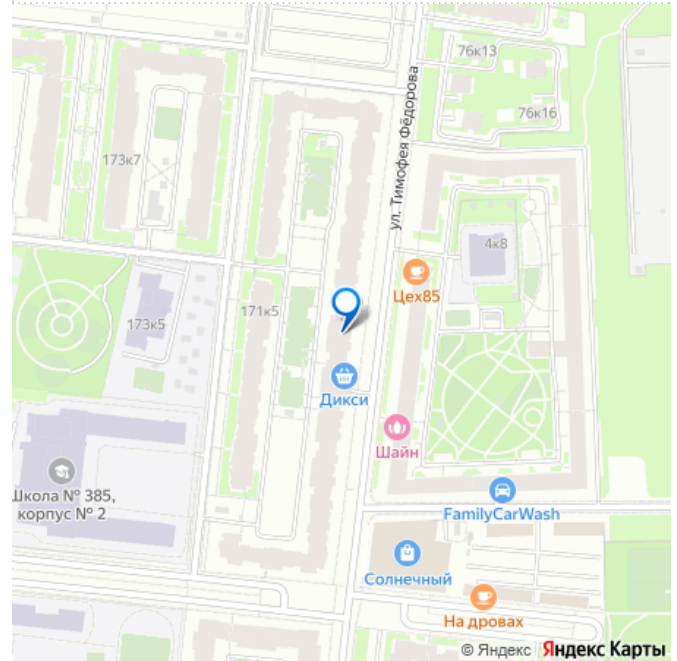 76к13
76к16
173к7
ул. Тимофея Фёдорова
4к8
Цех85
171к5
173к5
Дикси
Шайн
Школа № 385,
корпус № 2
FamilyCarWash
Солнечный
На дровах
© Яндекс Яндекс Карты